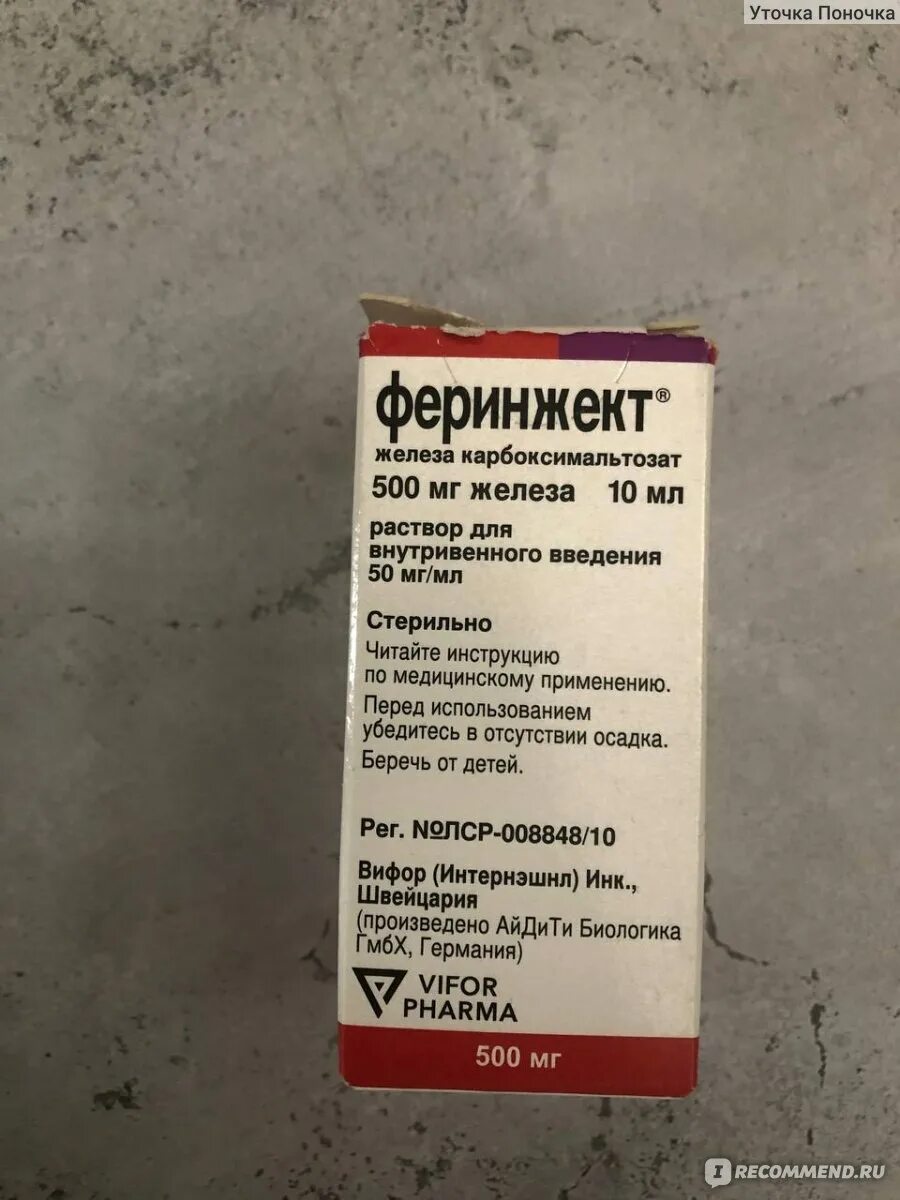 Уточка Поночка
феринжект®
железа карбоксимальтозат
500 мг железа 10 мл
раствор для
внутривенного введения
50 мг/мл
Стерильно
Читайте инструкцию
по медицинскому применению.
Перед использованием
убедитесь в отсутствии осадка.
Беречь от детей.
Рег. №ЛСР-008848/10
Вифор (Интернэшнл) Инк.,
Швейцария
(произведено АйДиТи Биологика
ГмбХ, Германия)
VIFOR
PHARMA
500 мг
IRECOMMEND.RU